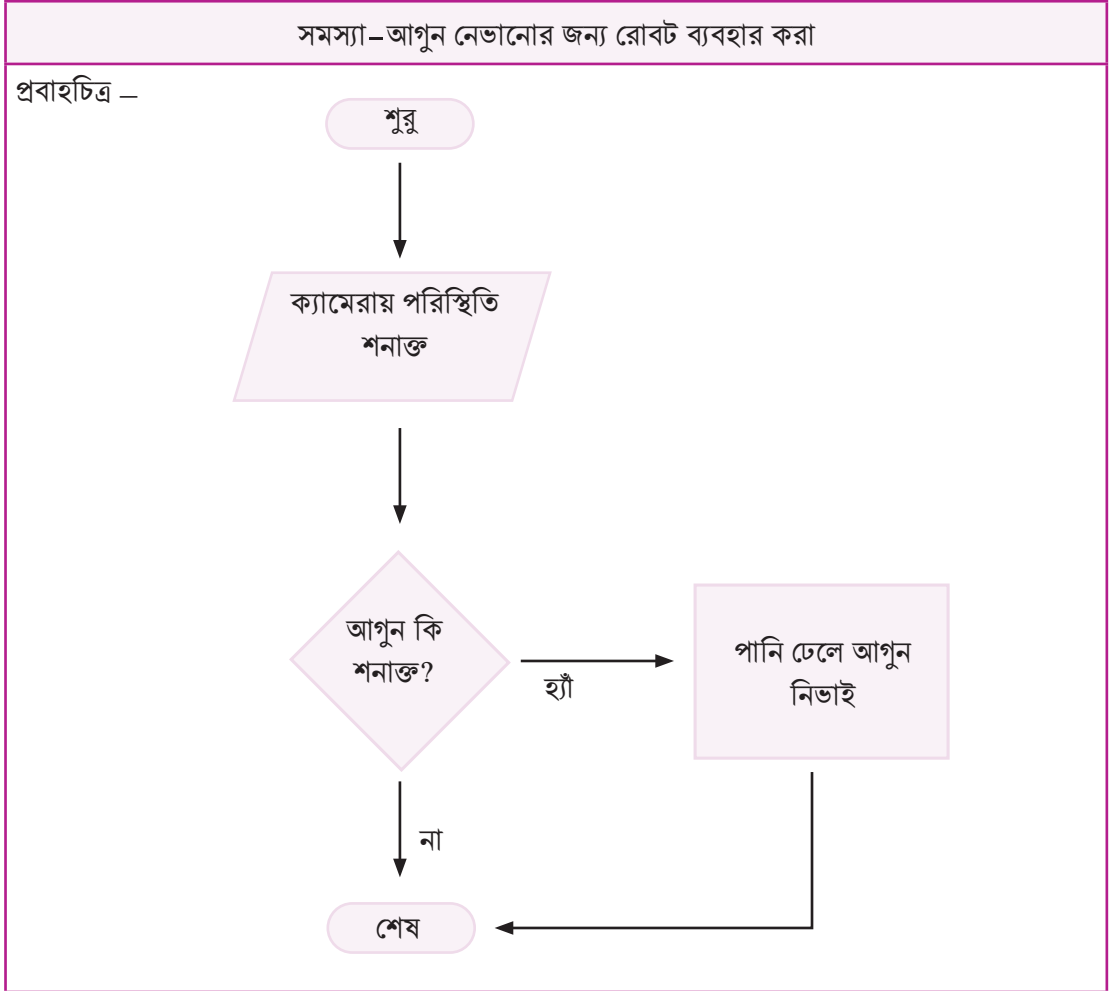 সমস্যা–আগুন নেভানোর জন্য রোবট ব্যবহার করা
প্রবাহচিত্র –
শুরু
ক্যামেরায় পরিস্থিতি
শনাক্ত
আগুন কি
শনাক্ত?
হ্যাঁ
পানি ঢেলে আগুন
নিভাই
না
শেষ